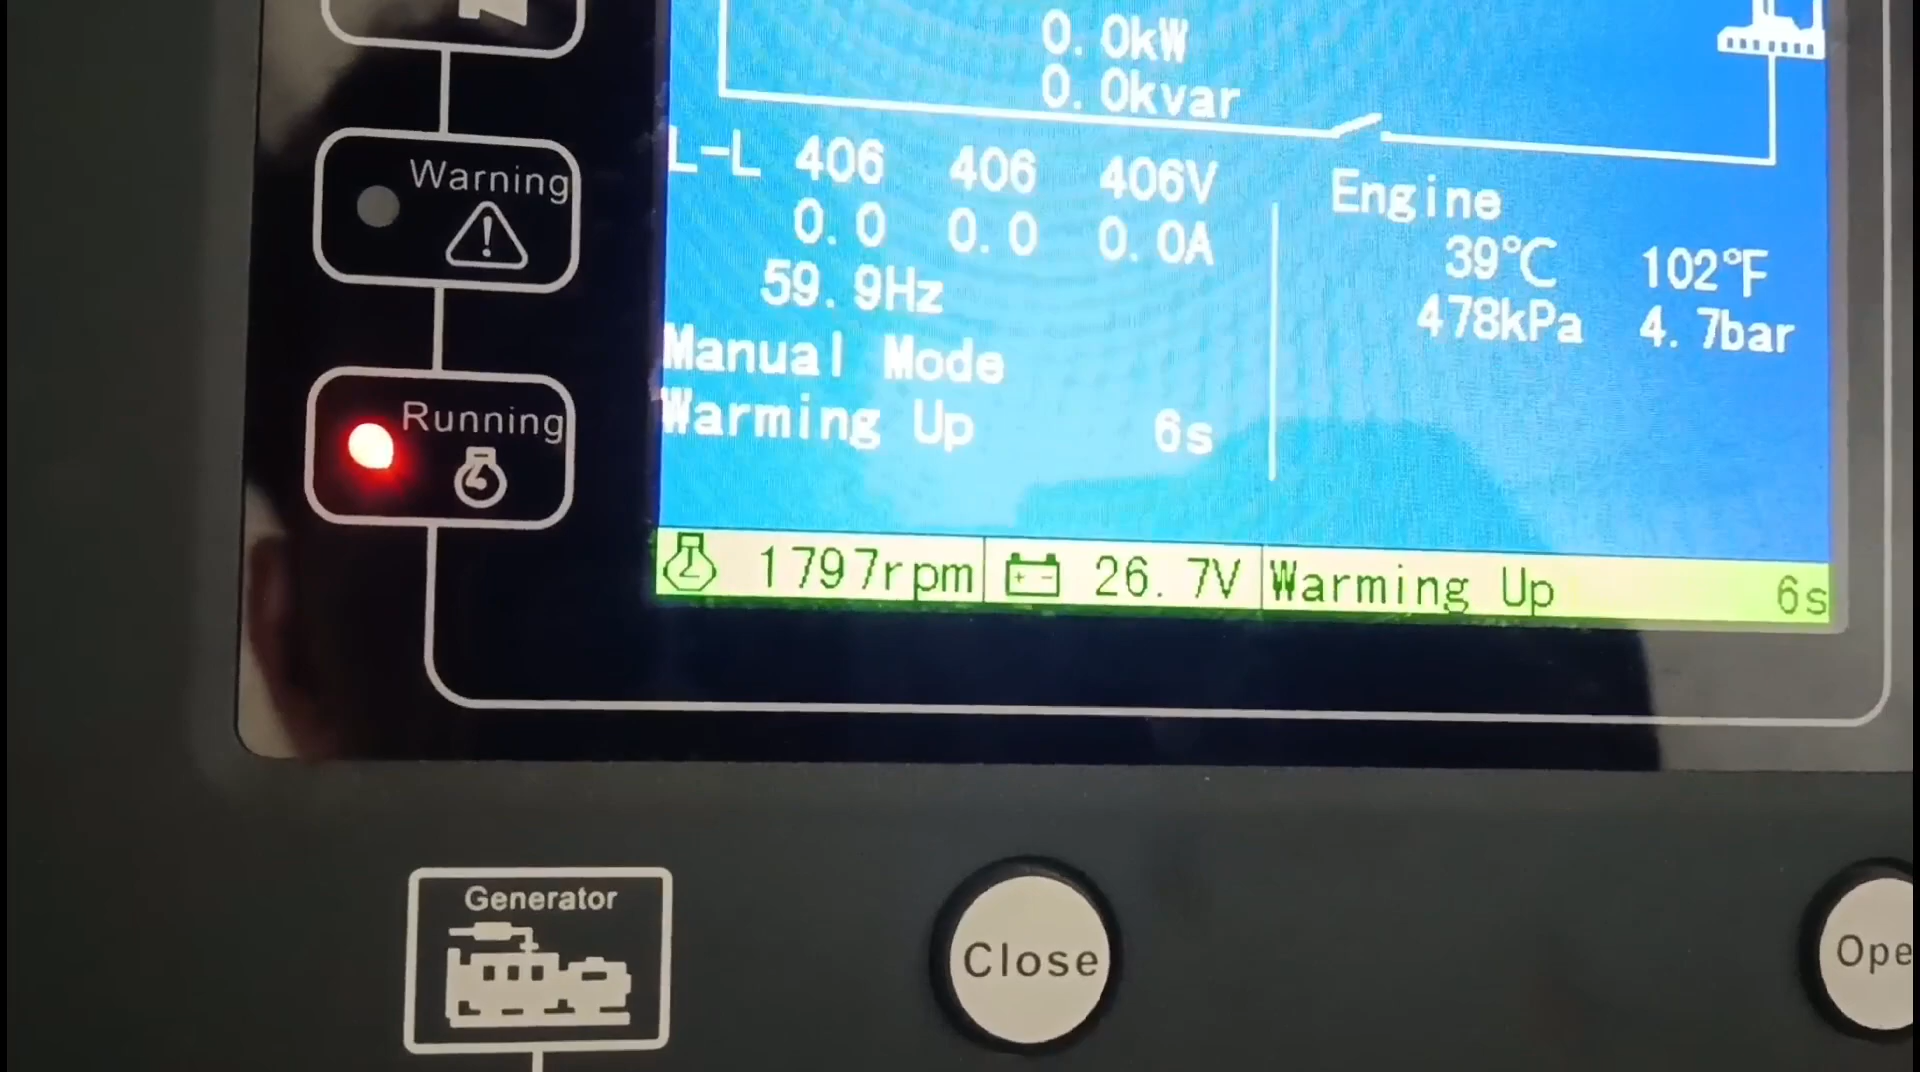 0.0kW
0.0kvar
L-L 406 406 406V
0.0 0.0 0.0A
59.9Hz
Manual Mode
Warming Up 6s
Engine
39°C 102°F
478kPa 4.7bar
1797rpm 26.7V Warming Up 6s
Warning
!
Running
Generator
Close
Ope